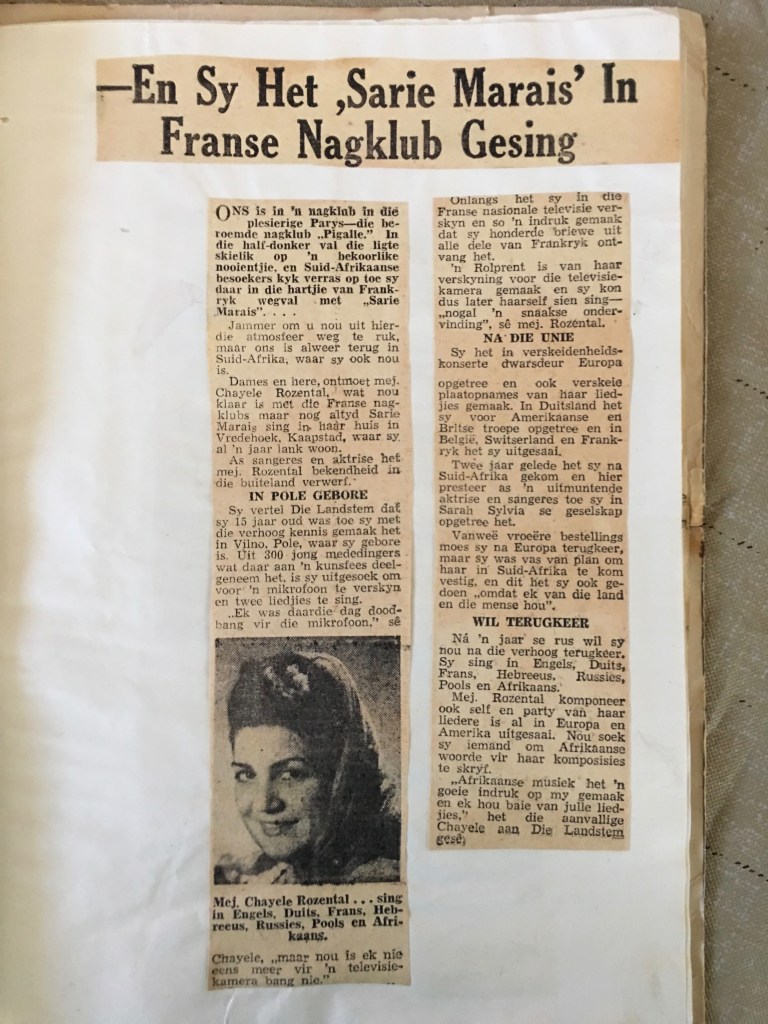 —En Sy Het ‚Sarie Marais’ In
Franse Nagklub Gesing
ONS is in 'n nagklub in die
plesierige Parys—die be-
roemde nagklub „Pigalle.” In
die half-donker val die ligte
skielik op 'n bekoorlike
nooientjie, en Suid-Afrikaanse
besoekers kyk verras op toe sy
daar in die hartjie van Frank-
ryk wegval met „Sarie
Marais”. . . .
Jammer om u nou uit hier-
die atmosfeer weg te ruk,
maar ons is alweer terug in
Suid-Afrika, waar sy ook nou
is.
Dames en here, ontmoet mej.
Chayele Rozental, wat nou
klaar is met die Franse nag-
klubs maar nog altyd Sarie
Marais sing in haar huis in
Vredehoek, Kaapstad, waar sy
al 'n jaar lank woon.
As sangeres en aktrise het
mej. Rozental bekendheid in
die buiteland verwerf.
IN POLE GEBORE
Sy vertel Die Landstem dat
sy 15 jaar oud was toe sy met
die verhoog kennis gemaak het
in Vilno, Pole, waar sy gebore
is. Uit 300 jong mededingers
wat daar aan 'n kunsfees deel-
geneem het, is sy uitgesoek om
voor 'n mikrofoon te verskyn
en twee liedjies te sing.
„Ek was daardie dag dood-
bang vir die mikrofoon,” sê
Mej. Chayele Rozental . . . sing
in Engels, Duits, Frans, Heb-
reeus, Russies, Pools en Afri-
kaans.
Chayele, „maar nou is ek nie
eens meer vir 'n televisie-
kamera bang nie.”
Onlangs het sy in die
Franse nasionale televisie ver-
skyn en so 'n indruk gemaak
dat sy honderde briewe uit
alle dele van Frankryk ont-
vang het.
'n Rolprent is van haar
verskyning voor die televisie-
kamera gemaak en sy kon
dus later haarself sien sing—
„nogal 'n snaakse onder-
vinding”, sê mej. Rozental.
NA DIE UNIE
Sy het in verskeidenheids-
konserte dwarsdeur Europa
opgetree en ook verskeie
plaatopnames van haar lied-
jies gemaak. In Duitsland het
sy voor Amerikaanse en
Britse troepe opgetree en in
België, Switserland en Frank-
ryk het sy uitgesaai.
Twee jaar gelede het sy na
Suid-Afrika gekom en hier
presteer as 'n uitmuntende
aktrise en sangeres toe sy in
Sarah Sylvia se geselskap
opgetree het.
Vanweë vroeëre bestellings
moes sy na Europa terugkeer,
maar sy was vas van plan om
haar in Suid-Afrika te kom
vestig, en dit het sy ook ge-
doen „omdat ek van die land
en die mense hou”.
WIL TERUGKEER
Ná 'n jaar se rus wil sy
nou na die verhoog terugkeer.
Sy sing in Engels, Duits,
Frans, Hebreeus, Russies,
Pools en Afrikaans.
Mej. Rozental komponeer
ook self en party van haar
liedere is al in Europa en
Amerika uitgesaai. Nou soek
sy iemand om Afrikaanse
woorde vir haar komposisies
te skryf.
„Afrikaanse musiek het 'n
goeie indruk op my gemaak
en ek hou baie van julle lied-
jies,” het die aanvallige
Chayele aan Die Landstem
gesê.